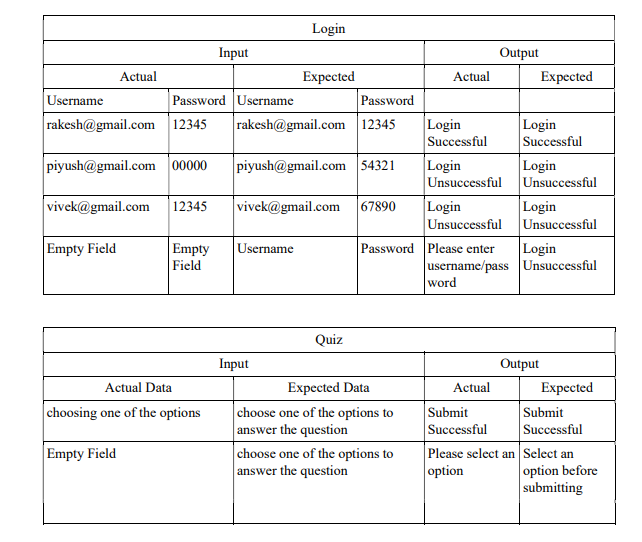 Login
Input Output
Actual Expected Actual Expected
Username Password Username Password
rakesh@gmail.com 12345 rakesh@gmail.com 12345 Login Login
Successful Successful
piyush@gmail.com 00000 piyush@gmail.com 54321 Login Login
Unsuccessful Unsuccessful
vivek@gmail.com 12345 vivek@gmail.com 67890 Login Login
Unsuccessful Unsuccessful
Empty Field Empty Username Password Please enter Login
Field username/pass Unsuccessful
word
Quiz
Input Output
Actual Data Expected Data Actual Expected
choosing one of the options choose one of the options to Submit Submit
answer the question Successful Successful
Empty Field choose one of the options to Please select an Select an
answer the question option option before
submitting